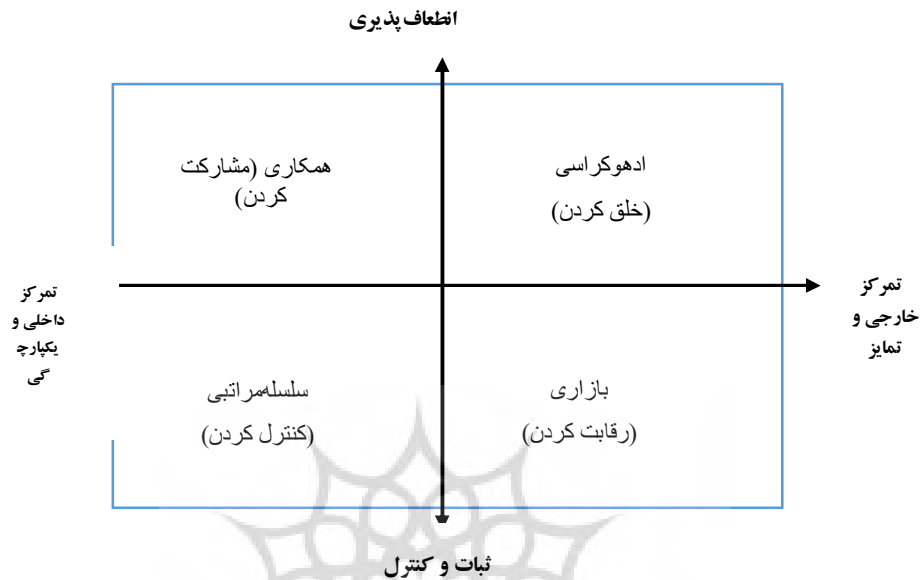 انطعاف پذیری
ادهوکراسی
(خلق کردن)
همکاری (مشارکت
کردن)
تمرکز
خارجی و
تمایز
تمرکز
داخلی و
یکپارچ
گی
بازاری
(رقابت کردن)
سلسله‌مراتبی
(کنترل کردن)
ثبات و کنترل